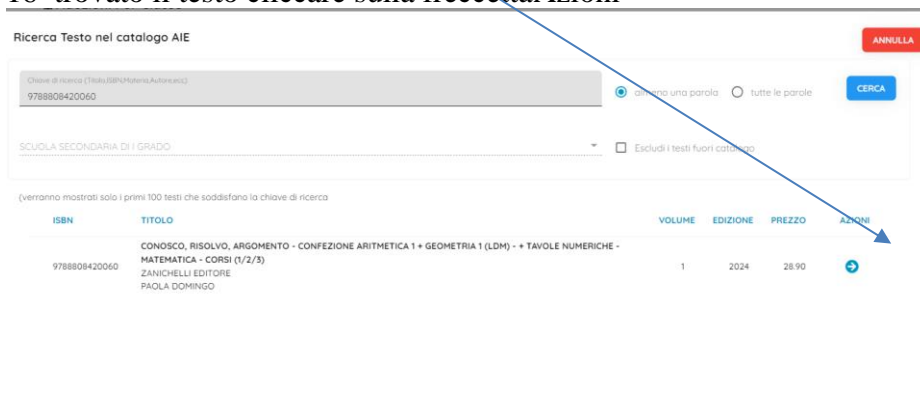 Ricerca Testo nel catalogo AIE
ANNULLA
Chiave di ricerca (Titolo,ISBN,Materia,Autore,ecc)
9788808420060
almeno una parola
tutte le parole
CERCA
SCUOLA SECONDARIA DI I GRADO
Escludi i testi fuori catalogo
(verranno mostrati solo i primi 100 testi che soddisfano la chiave di ricerca
ISBN TITOLO VOLUME EDIZIONE PREZZO AZIONI
CONOSCO, RISOLVO, ARGOMENTO - CONFEZIONE ARITMETICA 1 + GEOMETRIA 1 (LDM) - + TAVOLE NUMERICHE -
9788808420060 MATEMATICA - CORSI (1/2/3) 1 2024 28.90
ZANICHELLI EDITORE
PAOLA DOMINGO